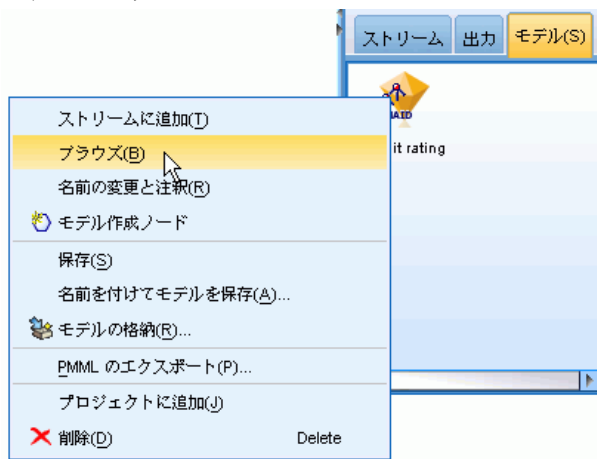 ストリーム 出力 モデル(S)
AID
it rating
ストリームに追加(T)
ブラウズ(B)
名前の変更と注釈(R)
モデル作成ノード
保存(S)
名前を付けてモデルを保存(A)...
モデルの格納(R)...
PMML のエクスポート(P)...
プロジェクトに追加(J)
削除(D) Delete